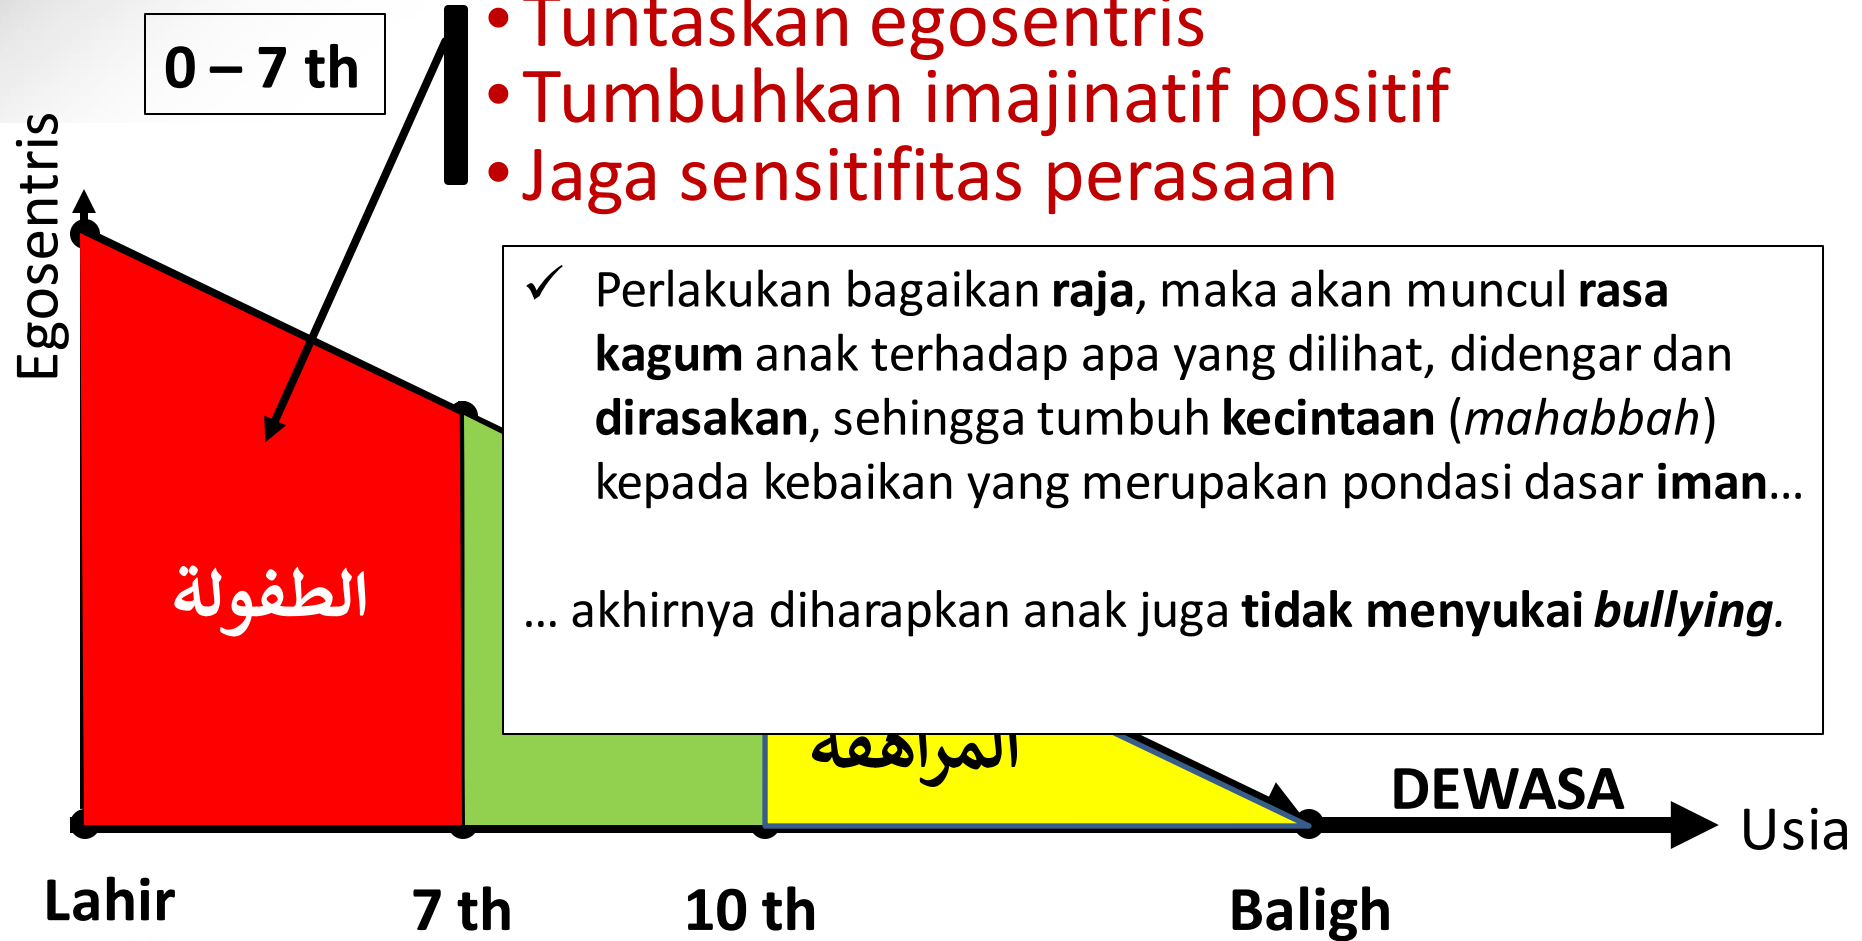 0 – 7 th
•Tuntaskan egosentris
•Tumbuhkan imajinatif positif
•Jaga sensitifitas perasaan
Egosentris
✓ Perlakukan bagaikan raja, maka akan muncul rasa
kagum anak terhadap apa yang dilihat, didengar dan
dirasakan, sehingga tumbuh kecintaan (mahabbah)
kepada kebaikan yang merupakan pondasi dasar iman...
... akhirnya diharapkan anak juga tidak menyukai bullying.
الطفولة
المراهقة
DEWASA
Usia
Lahir
7 th
10 th
Baligh